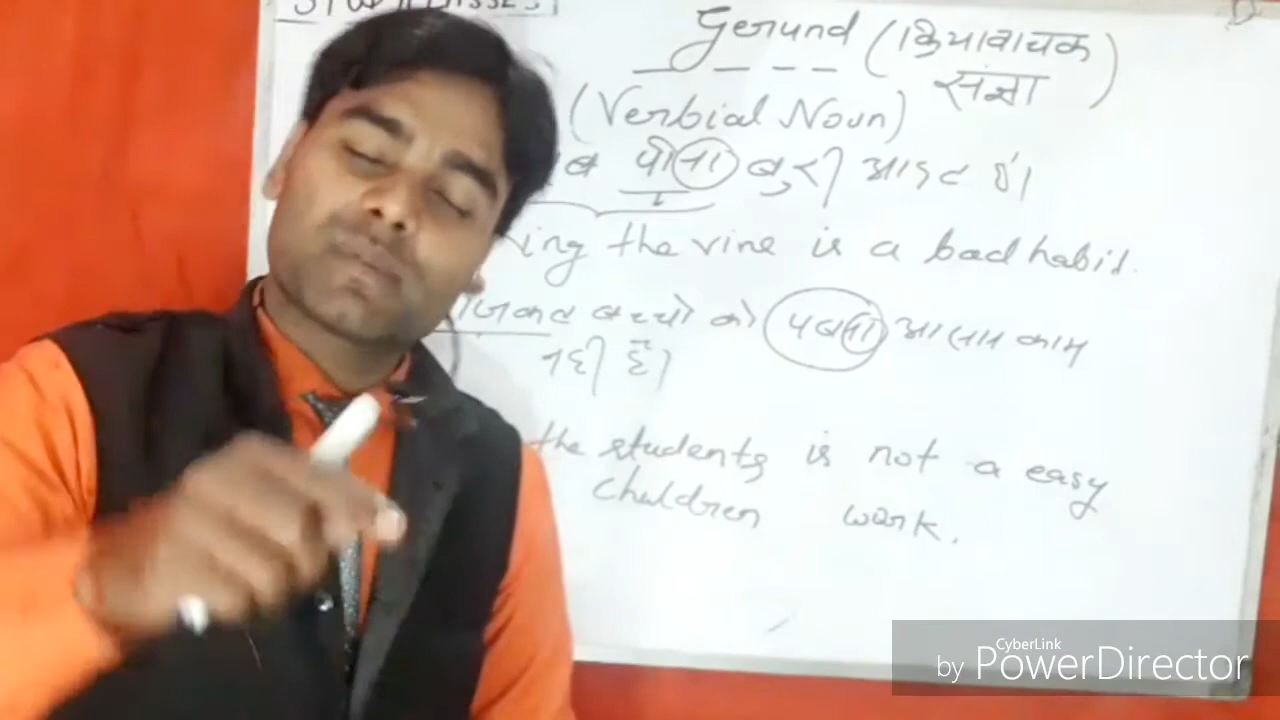 Gerund (क्रियावाचक
संज्ञा)
(Verbial Noun)
ब पीना बुरी आदत है।
ing the vine is a bad habit.
बच्चो को आसान काम
नही है।
the students is not a easy
children work.
CyberLink
by PowerDirector